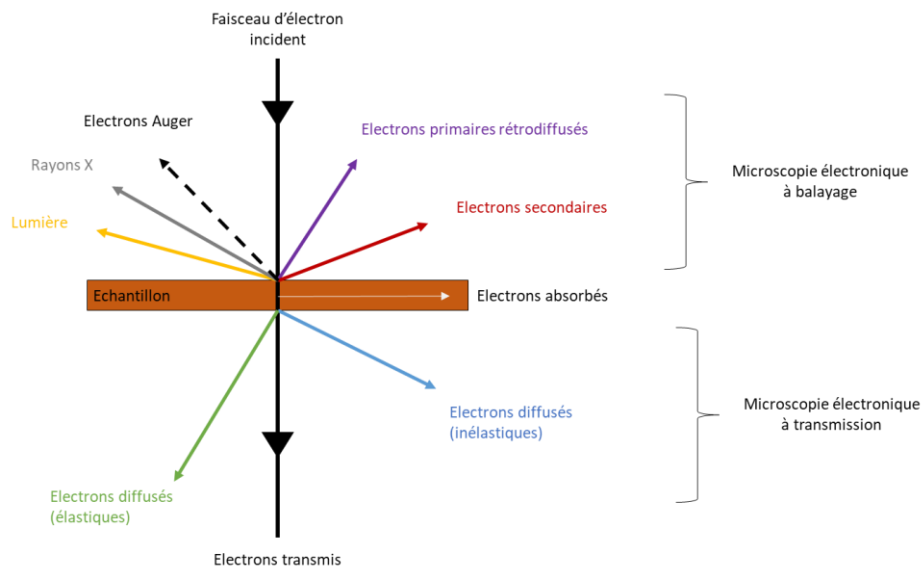 Faisceau d'électron
incident
Electrons Auger
Electrons primaires rétrodiffusés
Rayons X
Microscopie électronique
à balayage
Lumière
Electrons secondaires
Echantillon
Electrons absorbés
Electrons diffusés
(inélastiques)
Microscopie électronique
à transmission
Electrons diffusés
(élastiques)
Electrons transmis